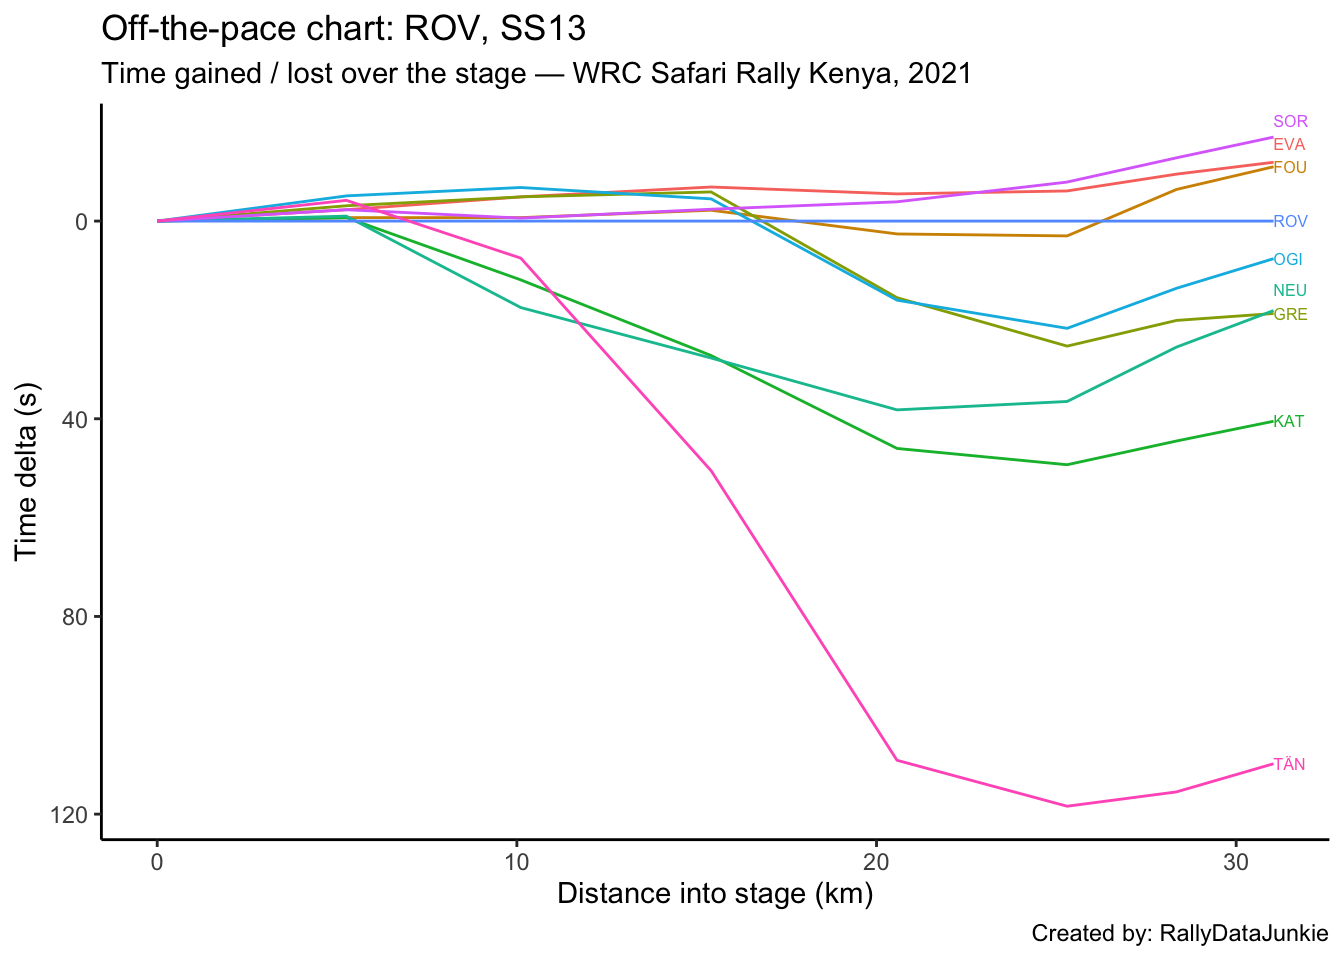 Off-the-pace chart: ROV, SS13
Time gained / lost over the stage — WRC Safari Rally Kenya, 2021
SOR
EVA
FOU
0
ROV
OGI
NEU
GRE
Time delta (s)
40
KAT
80
TÄN
120
0 10 20 30
Distance into stage (km)
Created by: RallyDataJunkie